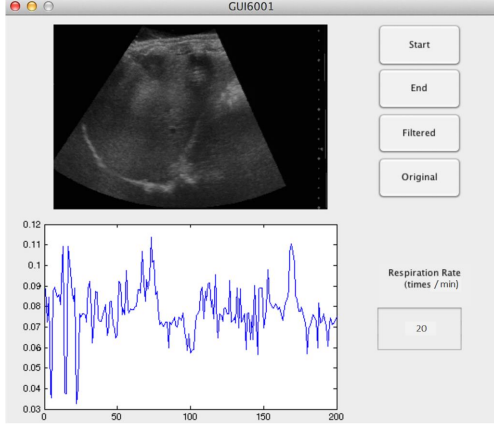 GUI6001
Start
End
Filtered
Original
0.12
0.11
0.1
0.09
0.08
0.07
0.06
0.05
0.04
0.03
0
50
100
150
200
Respiration Rate
(times / min)
20